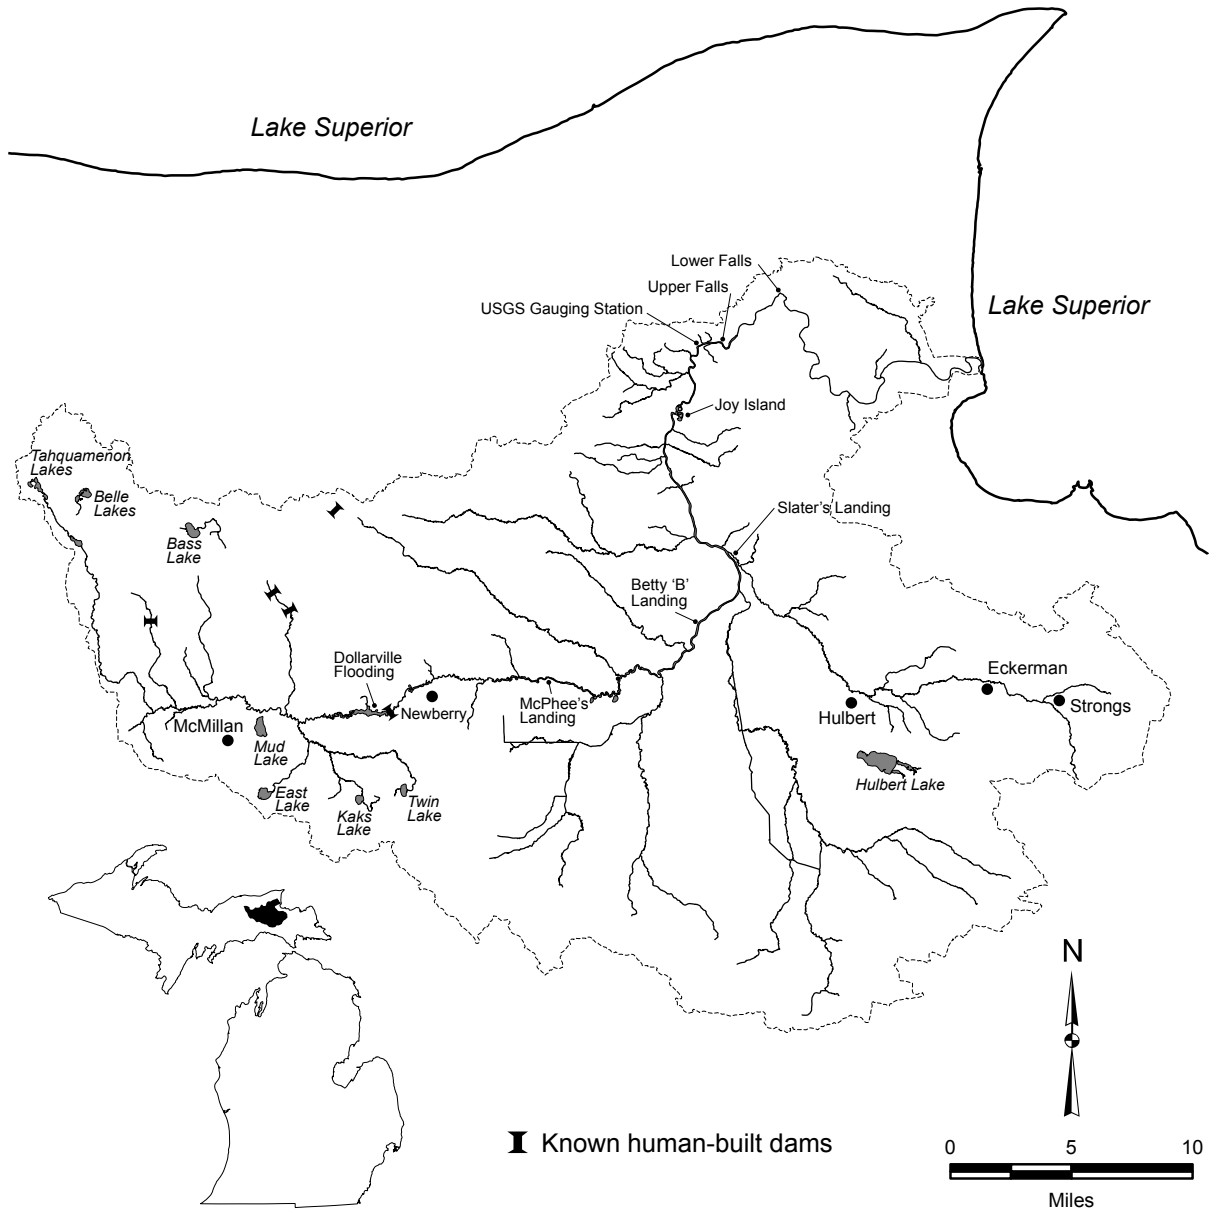 Lake Superior
Lower Falls
Upper Falls
Lake Superior
USGS Gauging Station
Joy Island
Tahquamenon
Lakes
Belle
Lakes
Slater's Landing
Bass
Lake
Betty 'B'
Landing
Dollarville
Flooding
Eckerman
McPhee's
Landing
Newberry
Strongs
Hulbert
McMillan
Mud
Lake
Hulbert Lake
East
Lake
Twin
Lake
Kaks
Lake
N
Known human-built dams
0 5 10
Miles